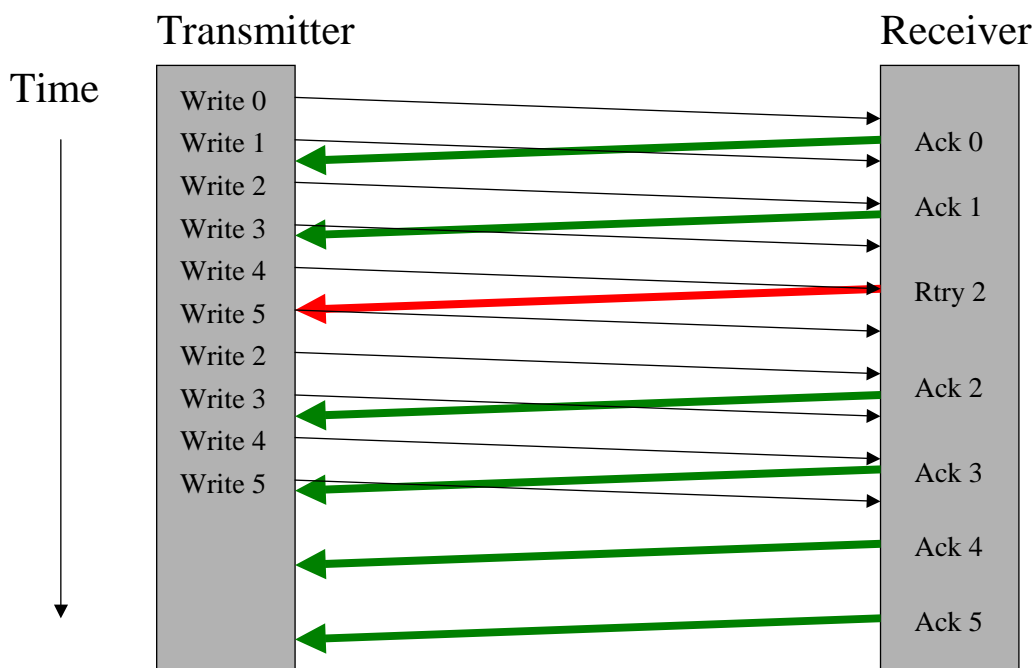 Transmitter
Receiver
Time
Write 0
Write 1
Write 2
Write 3
Write 4
Write 5
Write 2
Write 3
Write 4
Write 5
Ack 0
Ack 1
Rtry 2
Ack 2
Ack 3
Ack 4
Ack 5